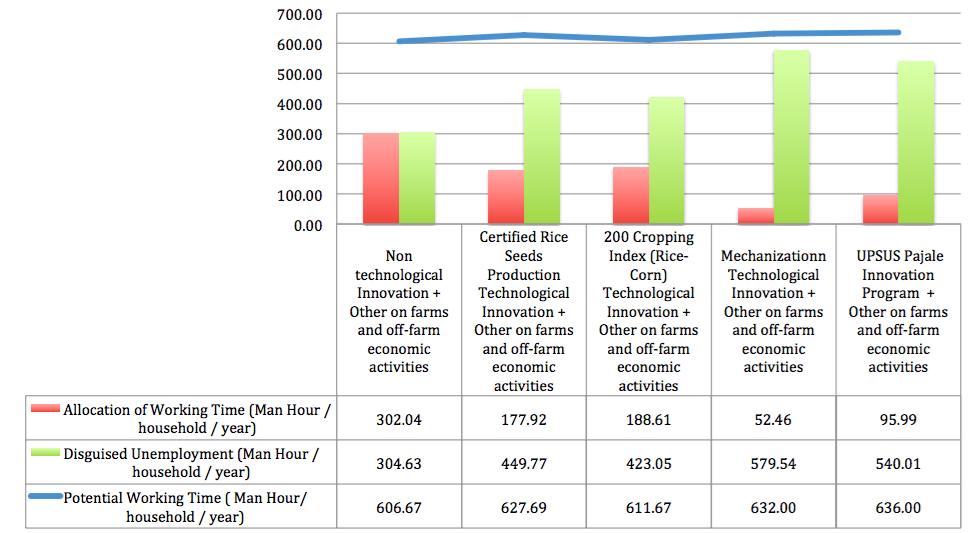 700.00
600.00
500.00
400.00
300.00
200.00
100.00
0.00
Non
technological
Innovation +
Other on farms
and off-farm
economic
activities
Certified Rice
Seeds
Production
Technological
Innovation +
Other on farms
and off-farm
economic
activities
200 Cropping
Index (Rice-
Corn)
Technological
Innovation +
Other on farms
and off-farm
economic
activities
Mechanizationn
Technological
Innovation +
Other on farms
and off-farm
economic
activities
UPSUS Pajale
Innovation
Program +
Other on farms
and off-farm
economic
activities
Allocation of Working Time (Man Hour /
household / year)
302.04 177.92 188.61 52.46 95.99
Disguised Unemployment (Man Hour /
household / year)
304.63 449.77 423.05 579.54 540.01
Potential Working Time ( Man Hour/
household / year)
606.67 627.69 611.67 632.00 636.00